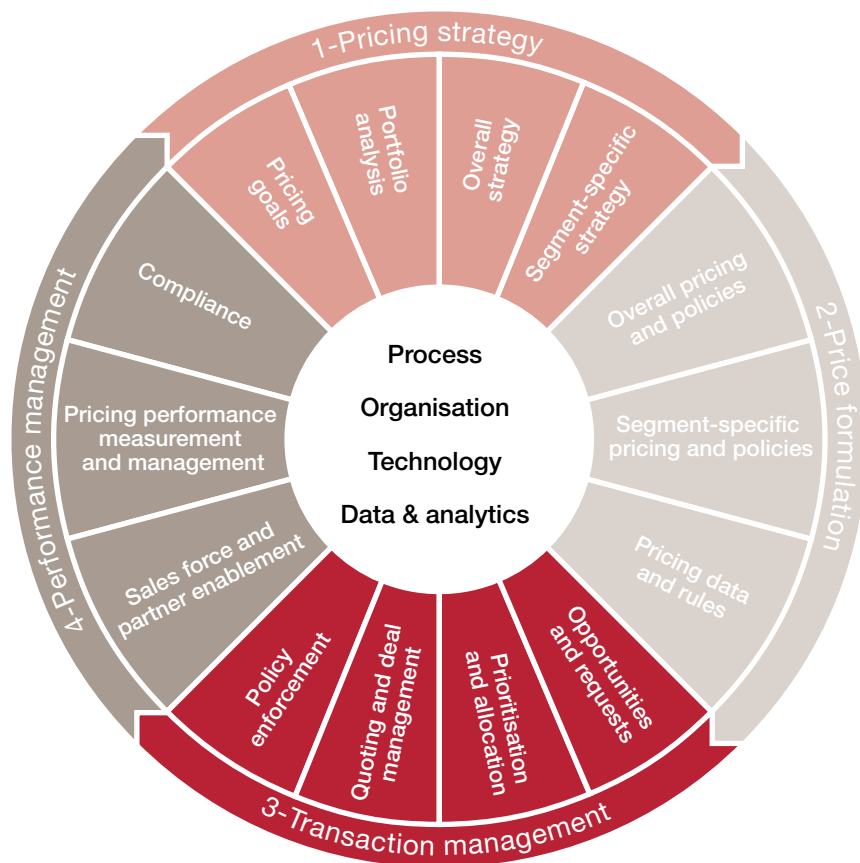 1-Pricing strategy
Pricing
goals
Portfolio
analysis
Overall
strategy
Segment-specific
strategy
2-Price formulation
Overall pricing
and policies
Segment-specific
pricing and policies
Pricing data
and rules
3-Transaction management
Opportunities
and requests
Prioritisation
and allocation
Quoting and deal
management
Policy
enforcement
4-Performance management
Sales force and
partner enablement
Pricing performance
measurement
and management
Compliance
Process
Organisation
Technology
Data & analytics